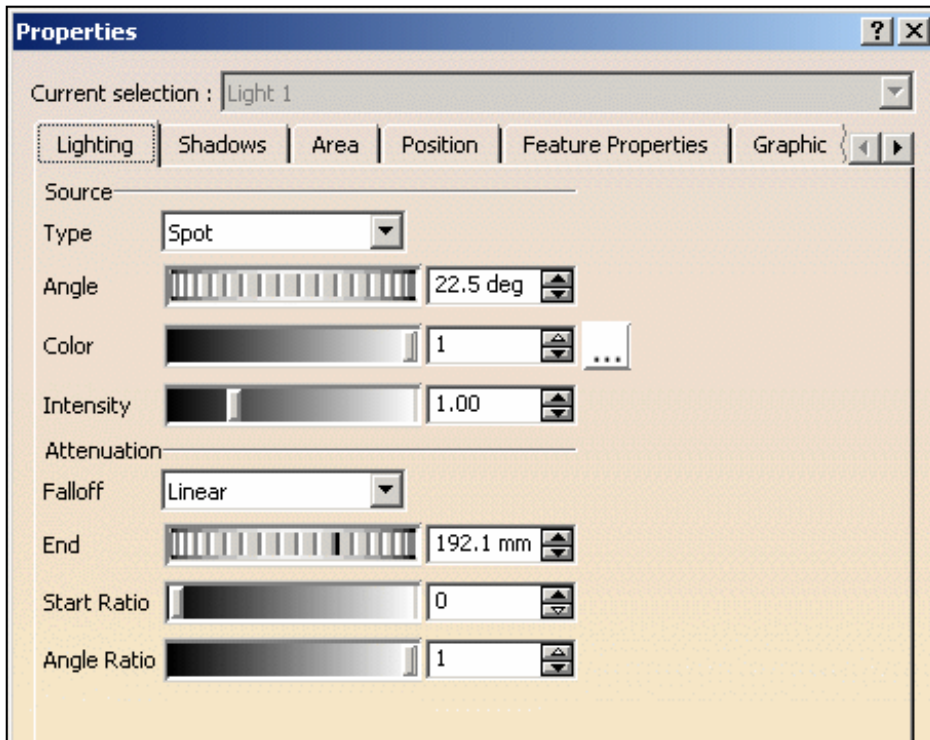 Properties
Current selection : Light 1
Lighting Shadows Area Position Feature Properties Graphic
Source
Type Spot
Angle 22.5 deg
Color 1 ...
Intensity 1.00
Attenuation
Falloff Linear
End 192.1 mm
Start Ratio 0
Angle Ratio 1